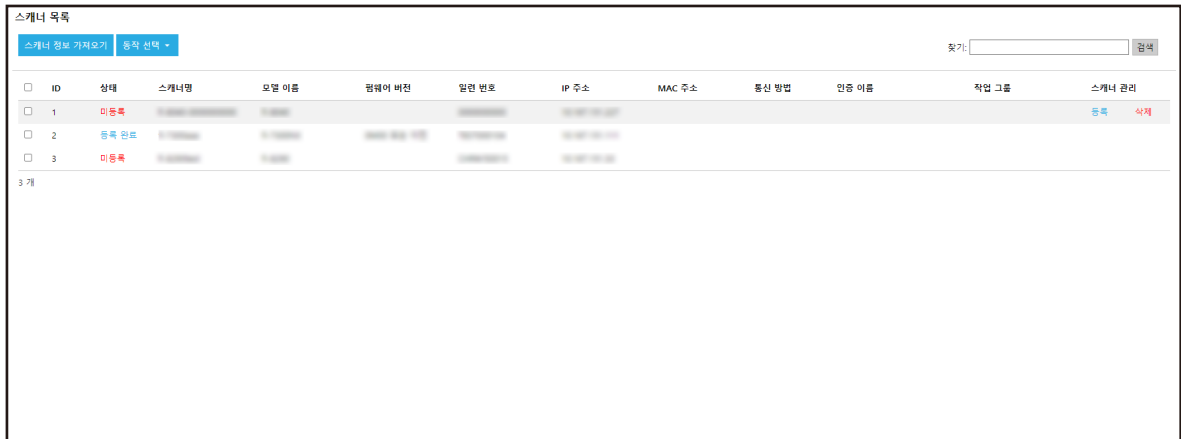 스캐너 목록
스캐너 정보 가져오기 동작 선택
찾기: 검색
ID 상태 스캐너명 모델 이름 펌웨어 버전 일련 번호 IP 주소 MAC 주소 통신 방법 인증 이름 작업 그룹 스캐너 관리
1 미등록 등록 삭제
2 등록 완료
3 미등록
3 개